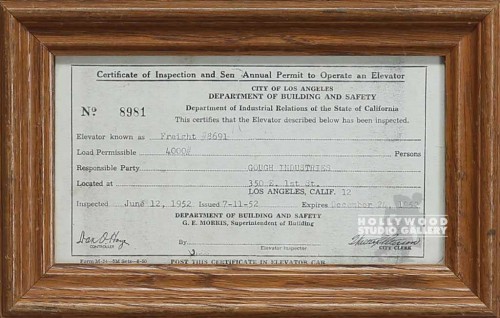 Certificate of Inspection and Sen Annual Permit to Operate an Elevator
CITY OF LOS ANGELES
DEPARTMENT OF BUILDING AND SAFETY
No 8981
Department of Industrial Relations of the State of California
This certifies that the Elevator described below has been inspected.
Elevator known as Freight #8691
Load Permissible 4000# Persons
Responsible Party GOUGH INDUSTRIES
Located at 350 E. 1st St.
LOS ANGELES, CALIF. 12
Inspected June 12, 1952 Issued 7-11-52 Expires December 1952
HOLLYWOOD
STUDIO GALLERY
DEPARTMENT OF BUILDING AND SAFETY
G. E. MORRIS, Superintendent of Building
By
CONTROLLER
Elevator Inspector
CITY CLERK
POST THIS CERTIFICATE IN ELEVATOR CAR